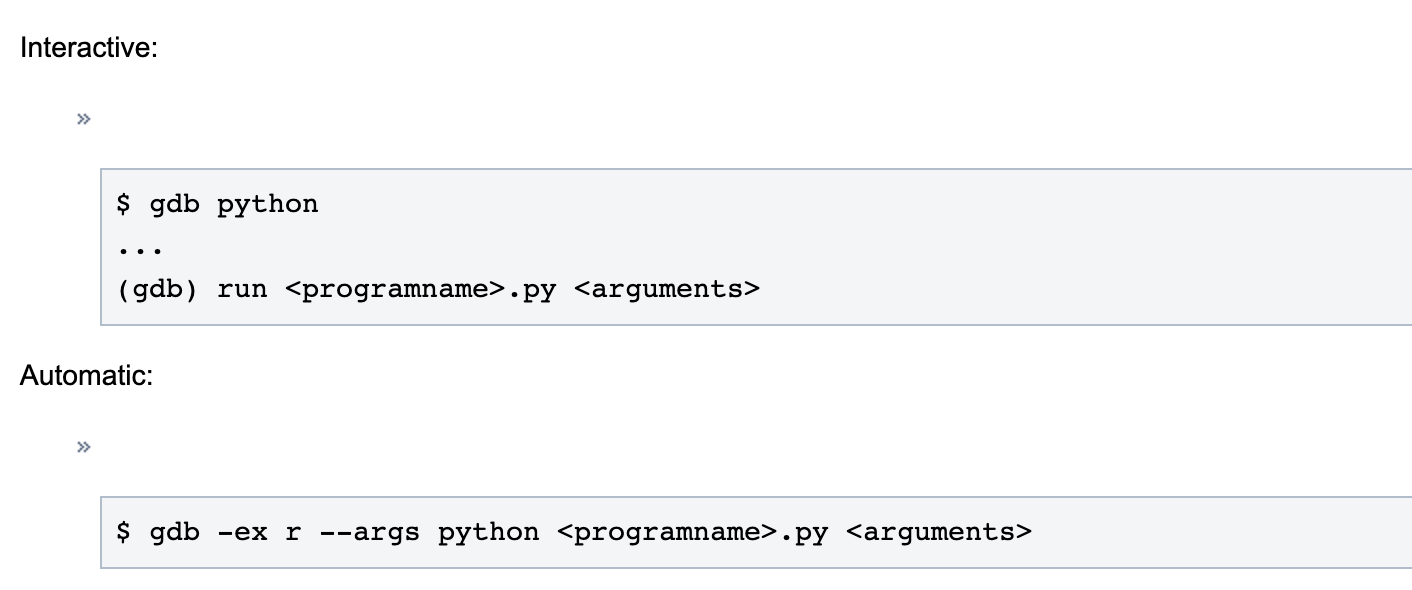 Interactive:
»
$ gdb python
...
(gdb) run <programname>.py <arguments>
Automatic:
»
$ gdb -ex r --args python <programname>.py <arguments>